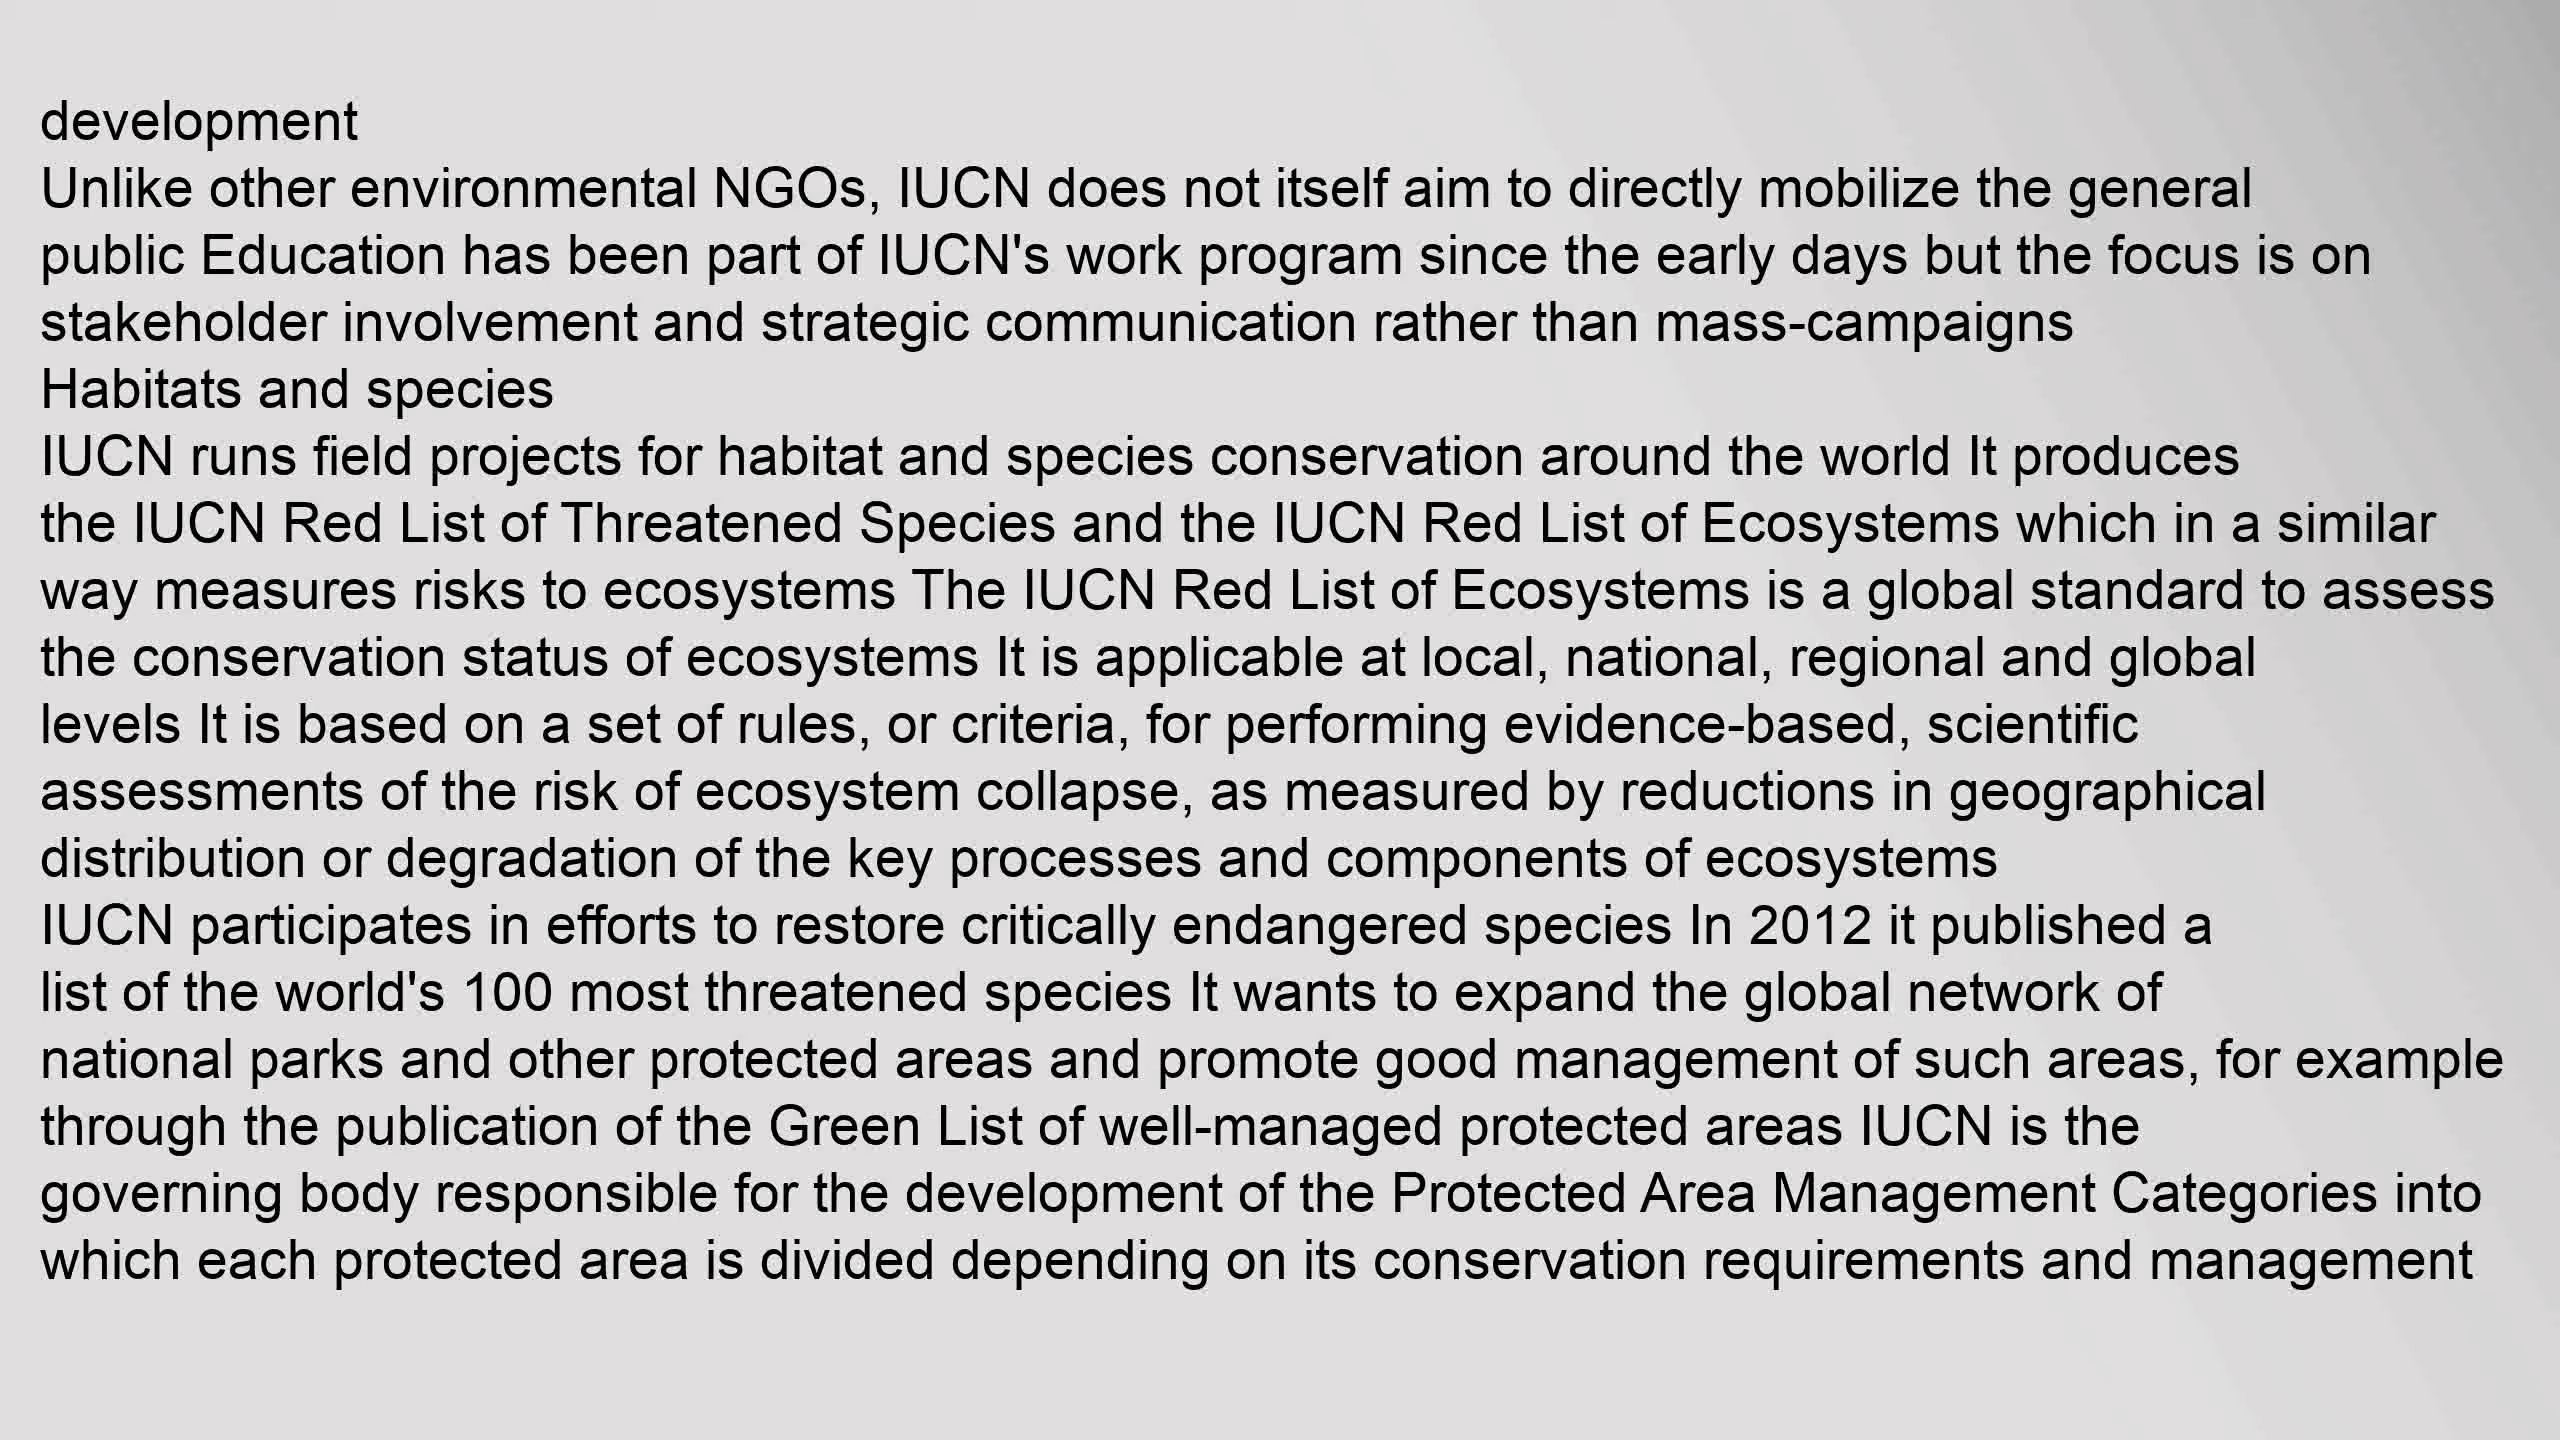 development
Unlike other environmental NGOs, IUCN does not itself aim to directly mobilize the general
public Education has been part of IUCN's work program since the early days but the focus is on
stakeholder involvement and strategic communication rather than mass-campaigns
Habitats and species
IUCN runs field projects for habitat and species conservation around the world It produces
the IUCN Red List of Threatened Species and the IUCN Red List of Ecosystems which in a similar
way measures risks to ecosystems The IUCN Red List of Ecosystems is a global standard to assess
the conservation status of ecosystems It is applicable at local, national, regional and global
levels It is based on a set of rules, or criteria, for performing evidence-based, scientific
assessments of the risk of ecosystem collapse, as measured by reductions in geographical
distribution or degradation of the key processes and components of ecosystems
IUCN participates in efforts to restore critically endangered species In 2012 it published a
list of the world's 100 most threatened species It wants to expand the global network of
national parks and other protected areas and promote good management of such areas, for example
through the publication of the Green List of well-managed protected areas IUCN is the
governing body responsible for the development of the Protected Area Management Categories into
which each protected area is divided depending on its conservation requirements and management